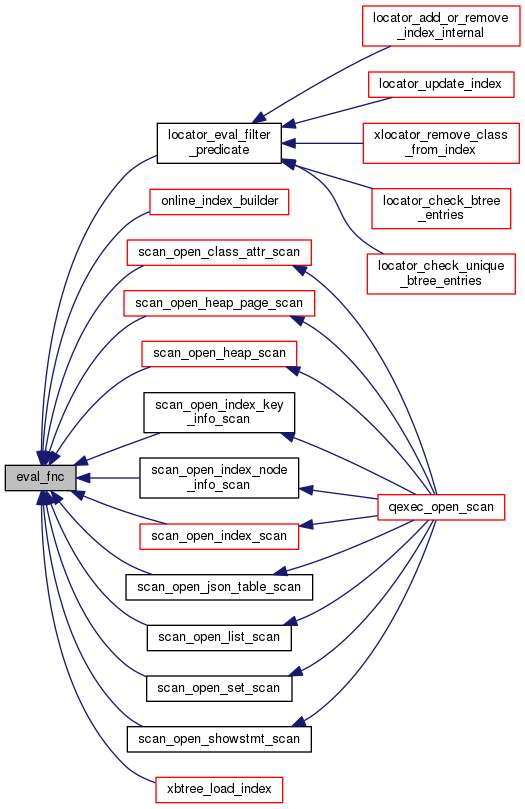 locator_add_or_remove
_index_internal
locator_update_index
locator_eval_filter
_predicate
xlocator_remove_class
_from_index
locator_check_btree
_entries
online_index_builder
locator_check_unique
_btree_entries
scan_open_class_attr_scan
scan_open_heap_page_scan
scan_open_heap_scan
scan_open_index_key
_info_scan
eval_fnc
scan_open_index_node
_info_scan
qexec_open_scan
scan_open_index_scan
scan_open_json_table_scan
scan_open_list_scan
scan_open_set_scan
scan_open_showstmt_scan
xbtree_load_index